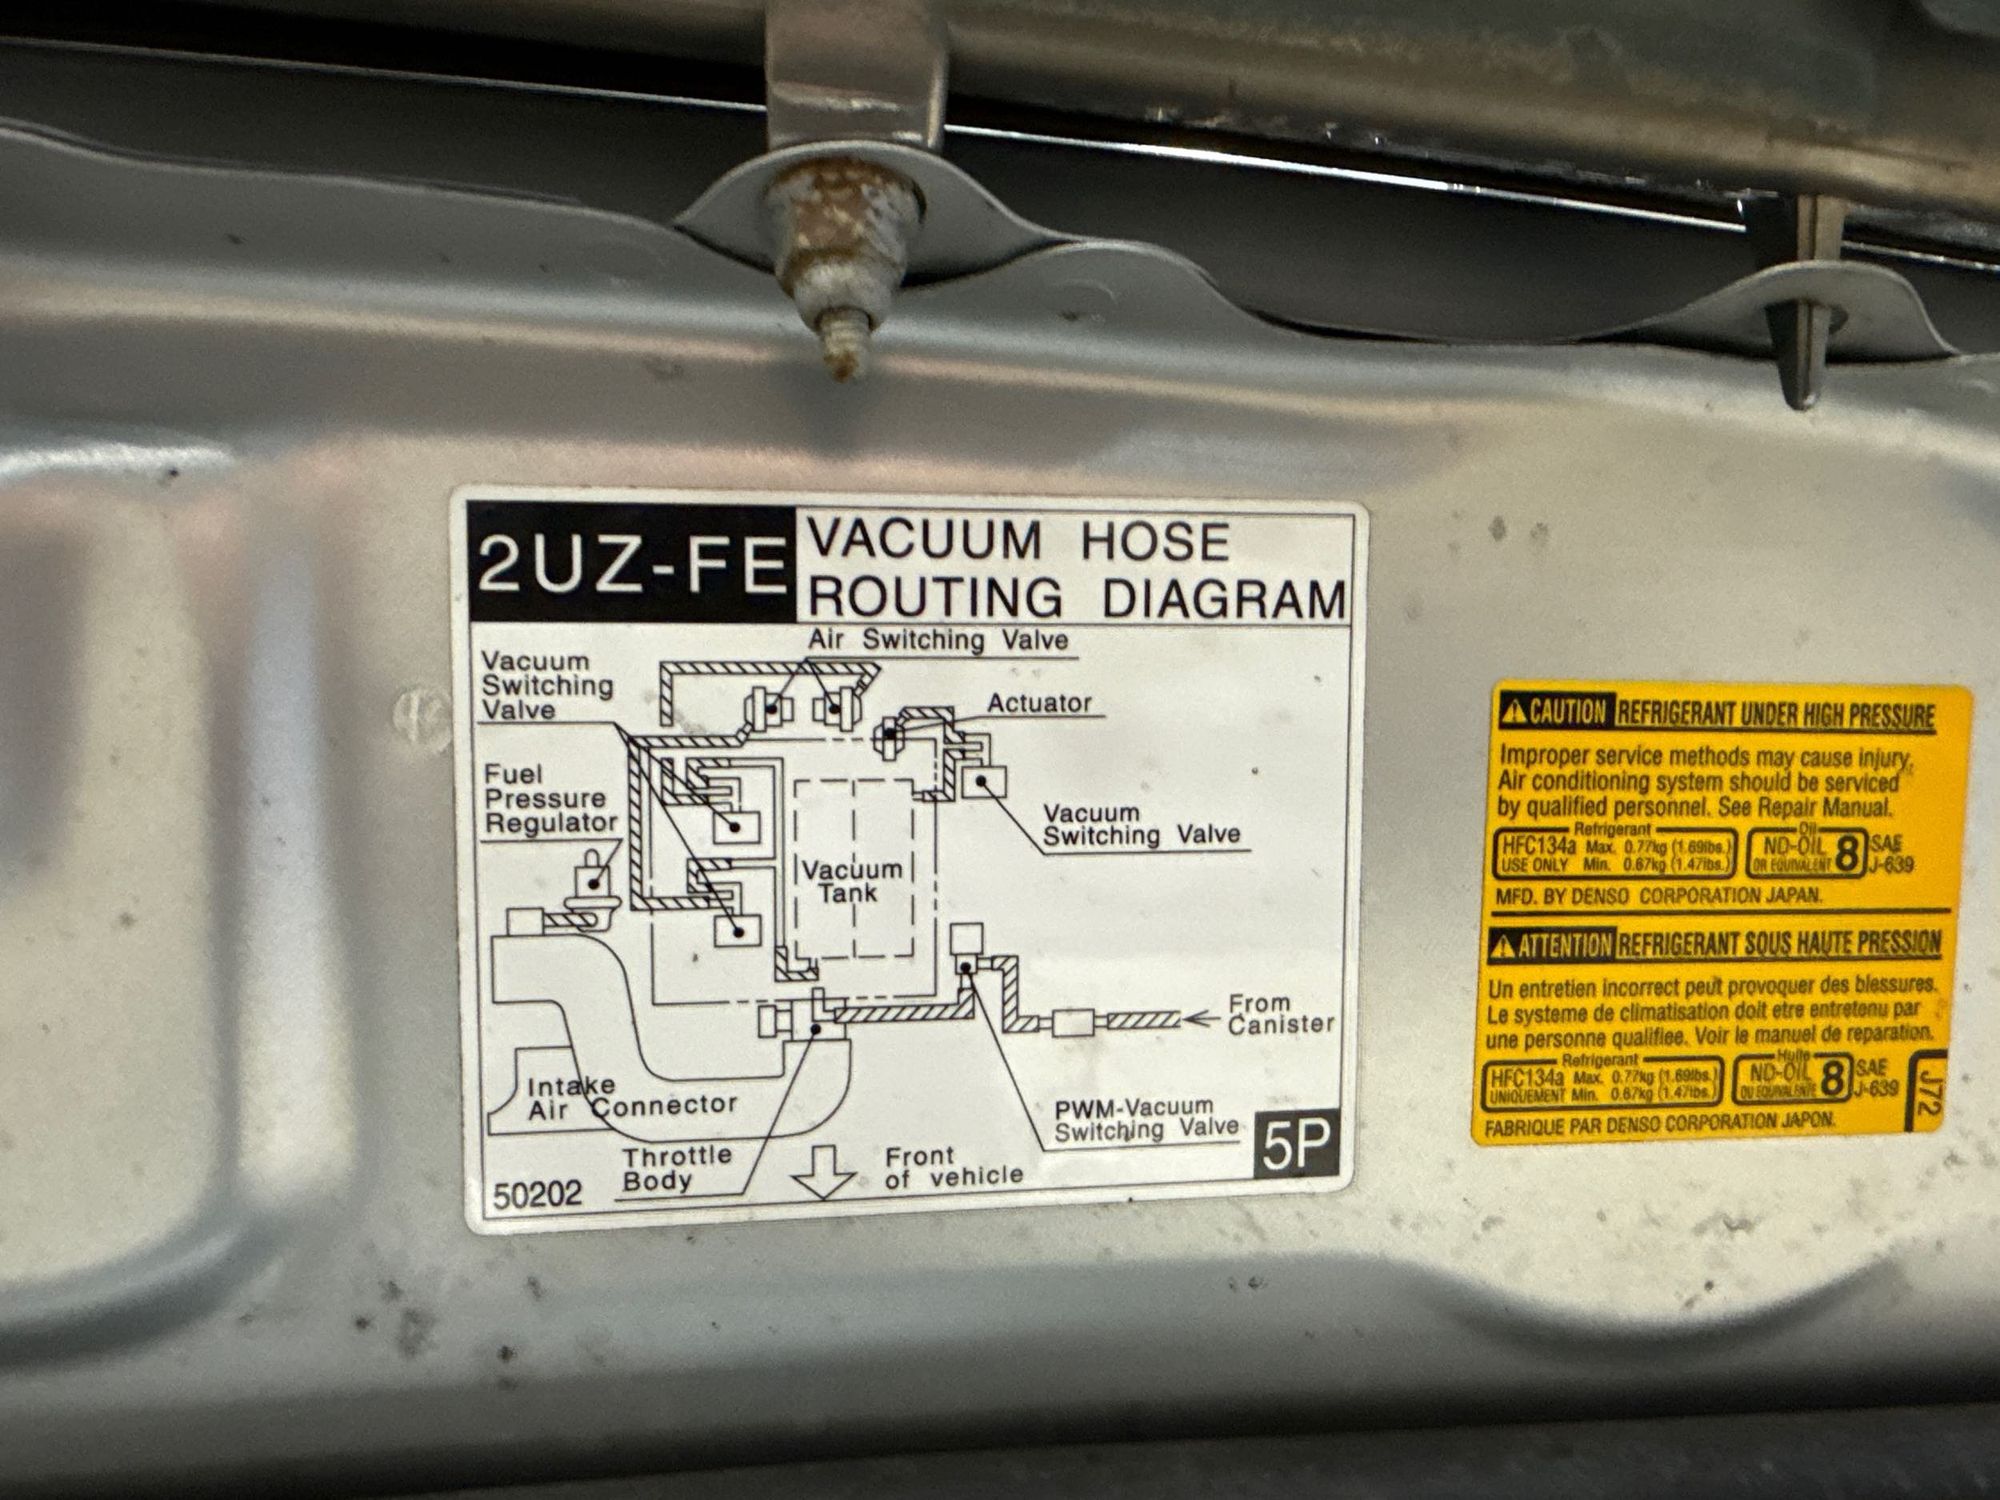 2UZ-FE
VACUUM HOSE
ROUTING DIAGRAM
Air Switching Valve
Vacuum
Switching
Valve
Actuator
Fuel
Pressure
Regulator
Vacuum
Switching Valve
Vacuum
Tank
From
Canister
Intake
Air Connector
PWM-Vacuum
Switching Valve
5P
Throttle
Body
Front
of vehicle
50202
CAUTION REFRIGERANT UNDER HIGH PRESSURE
Improper service methods may cause injury.
Air conditioning system should be serviced
by qualified personnel. See Repair Manual.
Refrigerant
HFC134a Max. 0.77kg (1.69lbs.)
USE ONLY Min. 0.67kg (1.47lbs.)
Oil
ND-OIL 8 SAE
OR EQUIVALENT J-639
MFD. BY DENSO CORPORATION JAPAN.
ATTENTION REFRIGERANT SOUS HAUTE PRESSION
Un entretien incorrect peut provoquer des blessures.
Le systeme de climatisation doit etre entretenu par
une personne qualifiee. Voir le manuel de reparation.
Refrigerant
HFC134a Max. 0.77kg (1.69lbs.)
UNIQUEMENT Min. 0.67kg (1.47lbs.)
Huile
ND-OIL 8 SAE
OU EQUIVALENTE J-639
J72
FABRIQUE PAR DENSO CORPORATION JAPON.